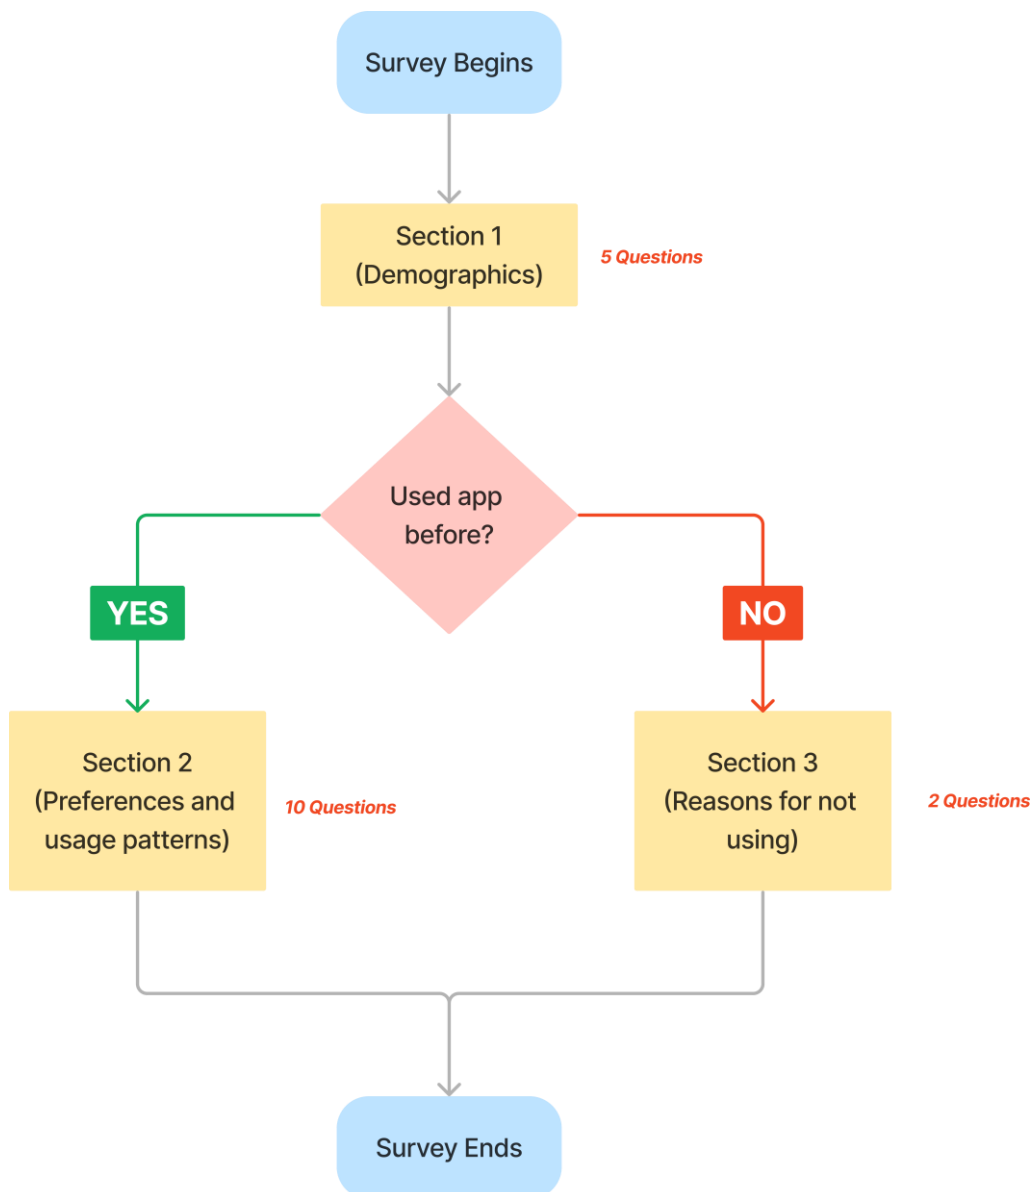 Survey Begins
Section 1
(Demographics)
5 Questions
Used app
before?
YES
NO
Section 2
(Preferences and
usage patterns)
10 Questions
Section 3
(Reasons for not
using)
2 Questions
Survey Ends